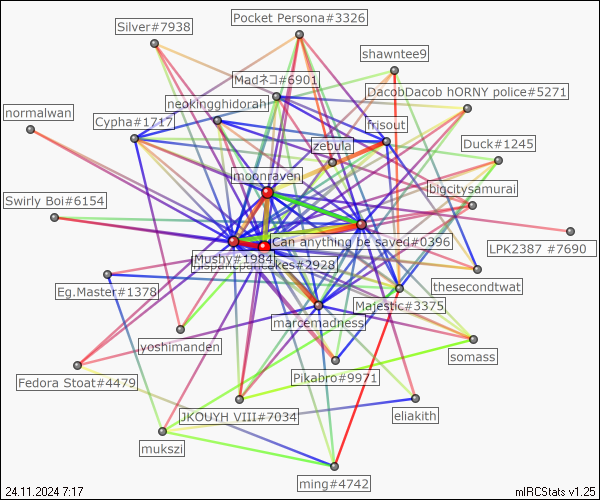 Pocket Persona#3326
Silver#7938
shawntee9
Madネコ#6901
DacobDacob hORNY police#5271
neokingghidorah
normalwan
Cypha#1717
frisout
zebula
Duck#1245
moonraven
bigcitysamurai
Swirly Boi#6154
Can anything be saved#0396
LPK2387 #7690
Mushy#1984
#2928
thesecondtwat
Eg.Master#1378
Majestic#3375
marcemadness
yoshimanden
somass
Pikabro#9971
Fedora Stoat#4479
JKOUYH VIII#7034
eliakith
mukszi
ming#4742
24.11.2024 7:17
mIRCStats v1.25